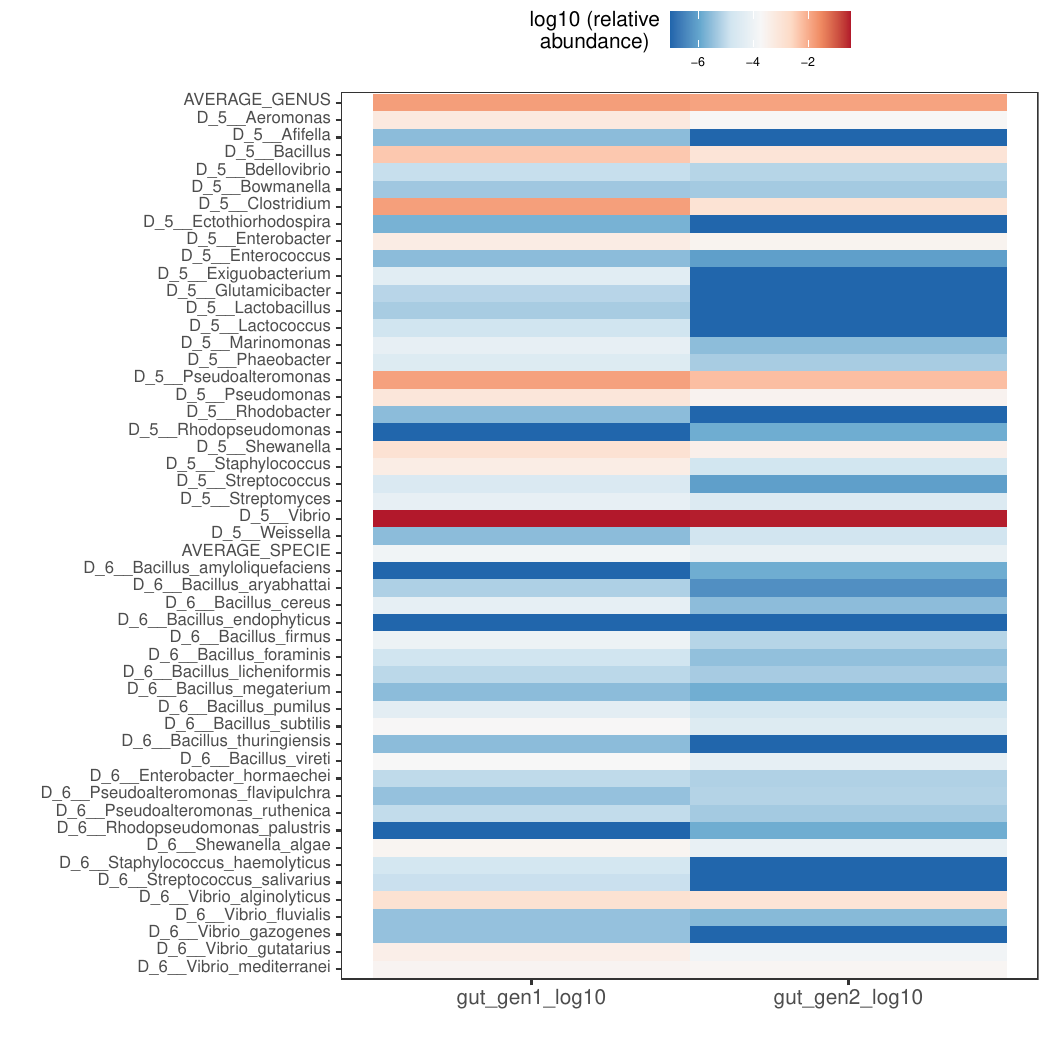 log10 (relative
abundance)
−6 −4 −2
AVERAGE_GENUS
D_5__Aeromonas
D_5__Afifella
D_5__Bacillus
D_5__Bdellovibrio
D_5__Bowmanella
D_5__Clostridium
D_5__Ectothiorhodospira
D_5__Enterobacter
D_5__Enterococcus
D_5__Exiguobacterium
D_5__Glutamicibacter
D_5__Lactobacillus
D_5__Lactococcus
D_5__Marinomonas
D_5__Phaeobacter
D_5__Pseudoalteromonas
D_5__Pseudomonas
D_5__Rhodobacter
D_5__Rhodopseudomonas
D_5__Shewanella
D_5__Staphylococcus
D_5__Streptococcus
D_5__Streptomyces
D_5__Vibrio
D_5__Weissella
AVERAGE_SPECIE
D_6__Bacillus_amyloliquefaciens
D_6__Bacillus_aryabhattai
D_6__Bacillus_cereus
D_6__Bacillus_endophyticus
D_6__Bacillus_firmus
D_6__Bacillus_foraminis
D_6__Bacillus_licheniformis
D_6__Bacillus_megaterium
D_6__Bacillus_pumilus
D_6__Bacillus_subtilis
D_6__Bacillus_thuringiensis
D_6__Bacillus_vireti
D_6__Enterobacter_hormaechei
D_6__Pseudoalteromonas_flavipulchra
D_6__Pseudoalteromonas_ruthenica
D_6__Rhodopseudomonas_palustris
D_6__Shewanella_algae
D_6__Staphylococcus_haemolyticus
D_6__Streptococcus_salivarius
D_6__Vibrio_alginolyticus
D_6__Vibrio_fluvialis
D_6__Vibrio_gazogenes
D_6__Vibrio_gutatarius
D_6__Vibrio_mediterranei
gut_gen1_log10 gut_gen2_log10